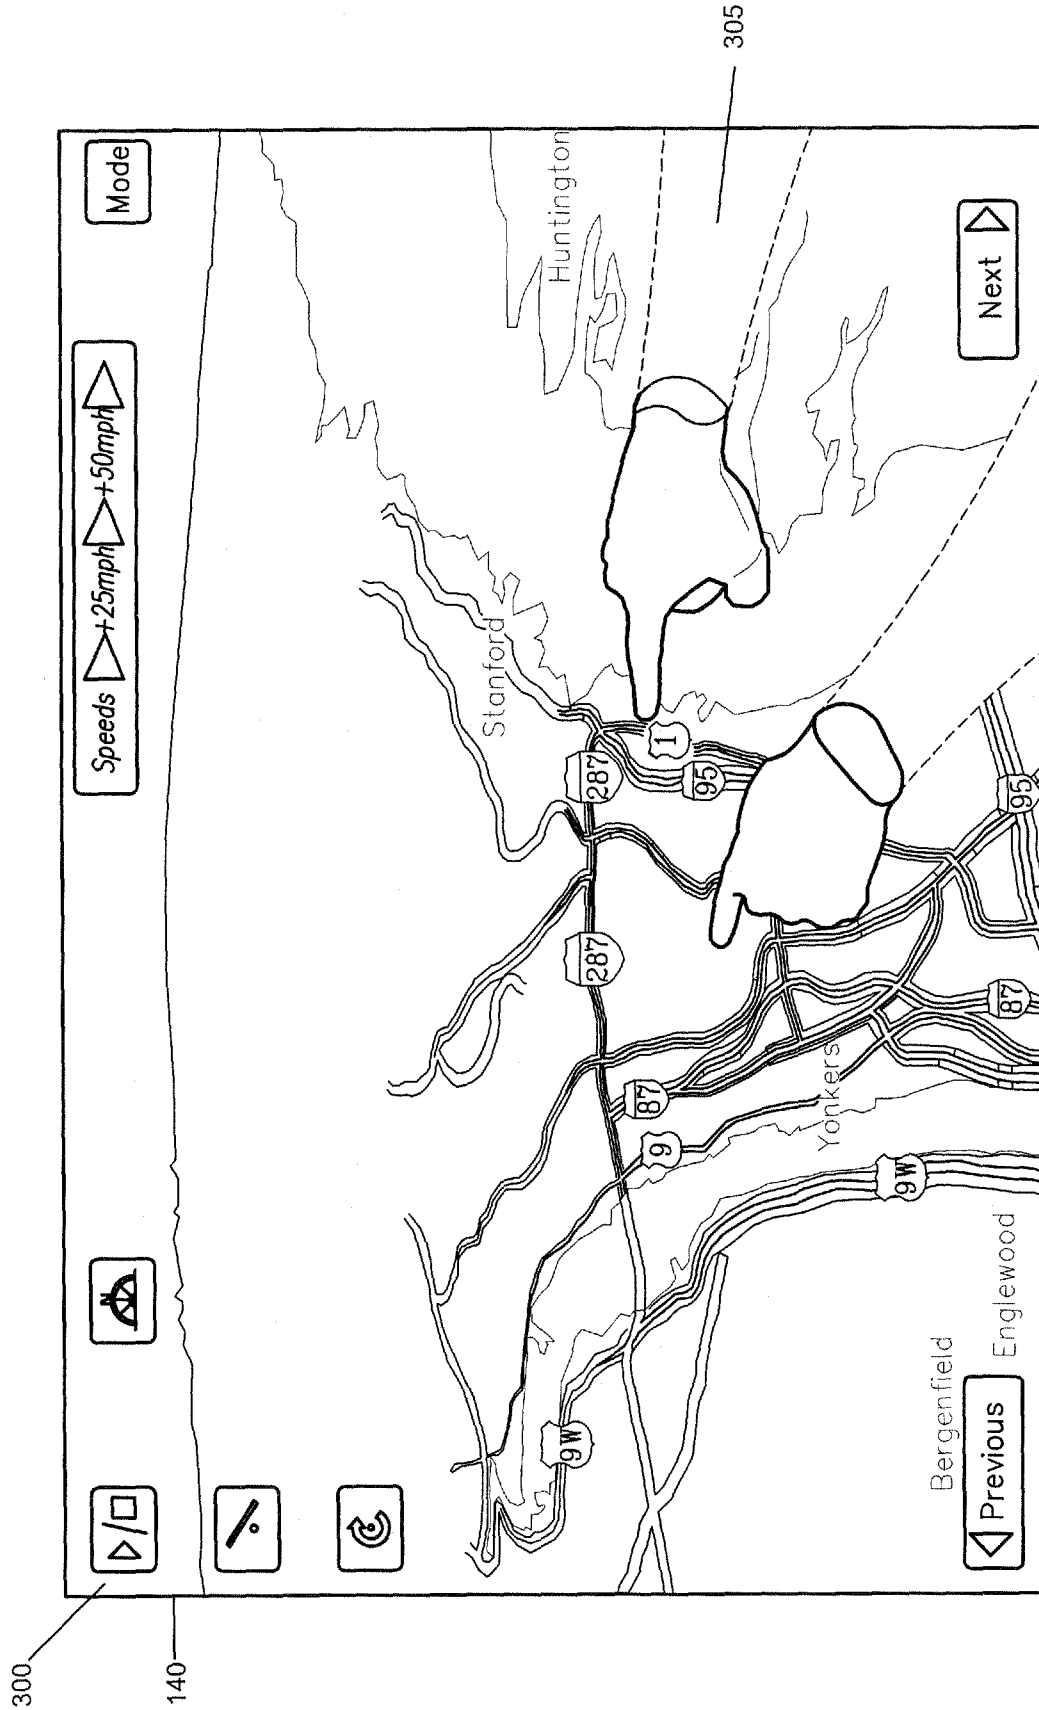 300
140
305
Speeds +25mph +50mph
Mode
N
Stanford
Huntington
287
287
1
95
87
9
9W
Yonkers
9W
95
87
Bergenfield
Englewood
Previous
Next